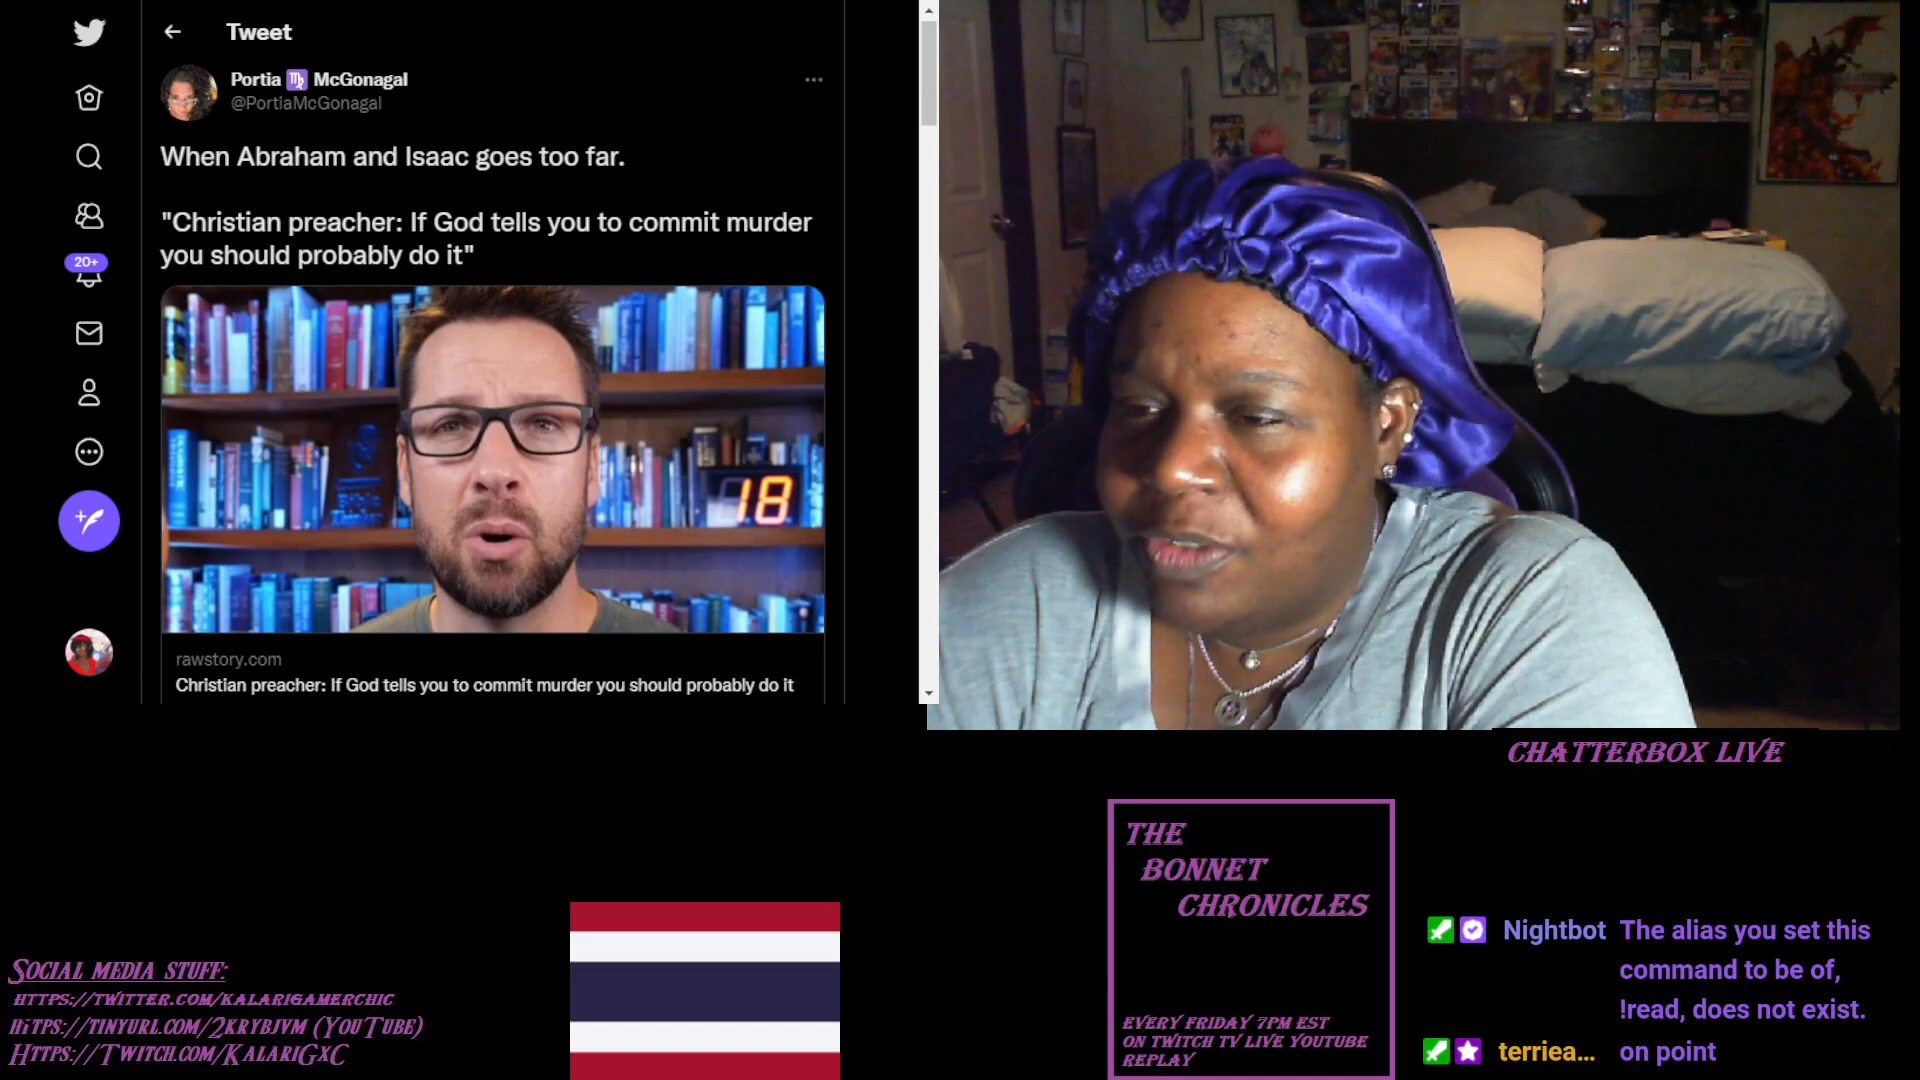 Tweet
Portia ♍ McGonagal
@PortiaMcGonagal
When Abraham and Isaac goes too far.
"Christian preacher: If God tells you to commit murder
you should probably do it"
20+
18
rawstory.com
Christian preacher: If God tells you to commit murder you should probably do it
CHATTERBOX LIVE
THE
BONNET
CHRONICLES
EVERY FRIDAY 7PM EST
ON TWITCH TV LIVE YOUTUBE
REPLAY
Nightbot The alias you set this
command to be of,
!read, does not exist.
terriea... on point
SOCIAL MEDIA STUFF:
HTTPS://TWITTER.COM/KALARIGAMERCHIC
HTTPS://TINYURL.COM/2KRYBJVM (YOUTUBE)
HTTPS://TWITCH.COM/KALARIGXC